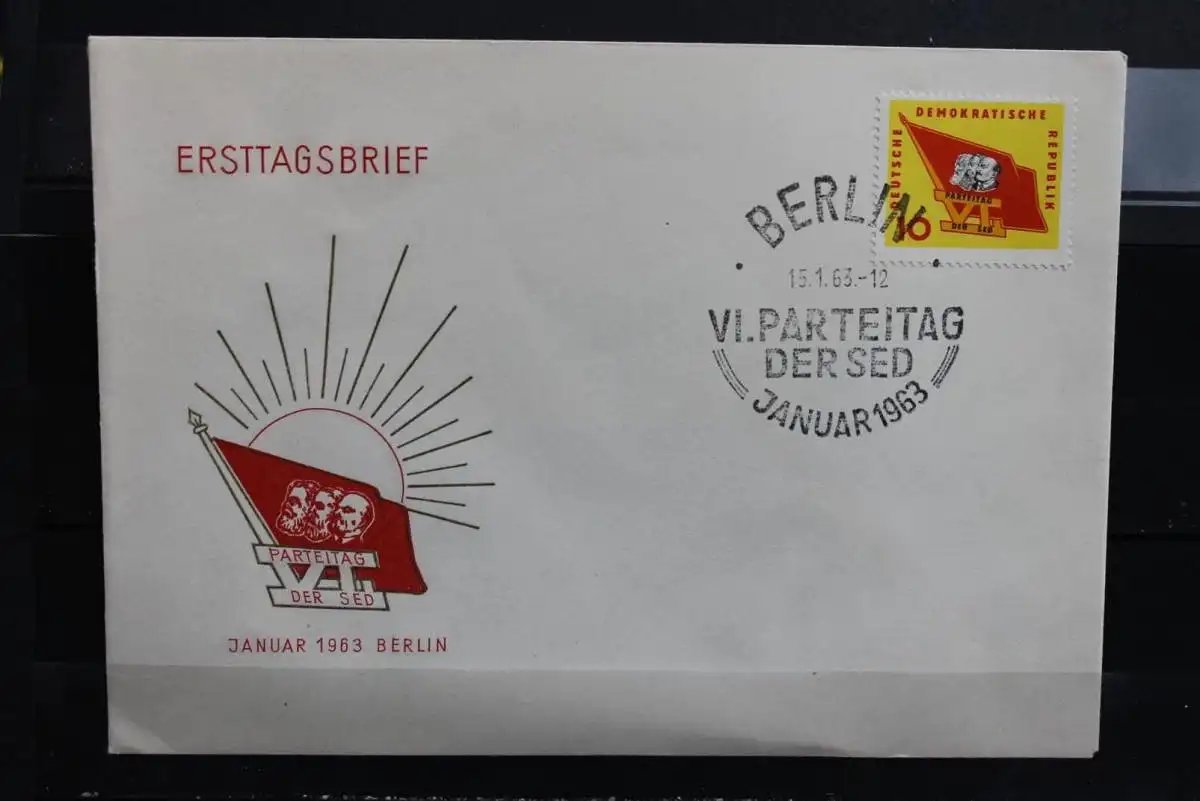 ERSTTAGSBRIEF
DEUTSCHE
DEMOKRATISCHE
REPUBLIK
PARTEITAG
VI.
DER SED
10
BERLIN
15.1.63.-12
VI. PARTEITAG
DER SED
JANUAR 1963
PARTEITAG
VI.
DER SED
JANUAR 1963 BERLIN